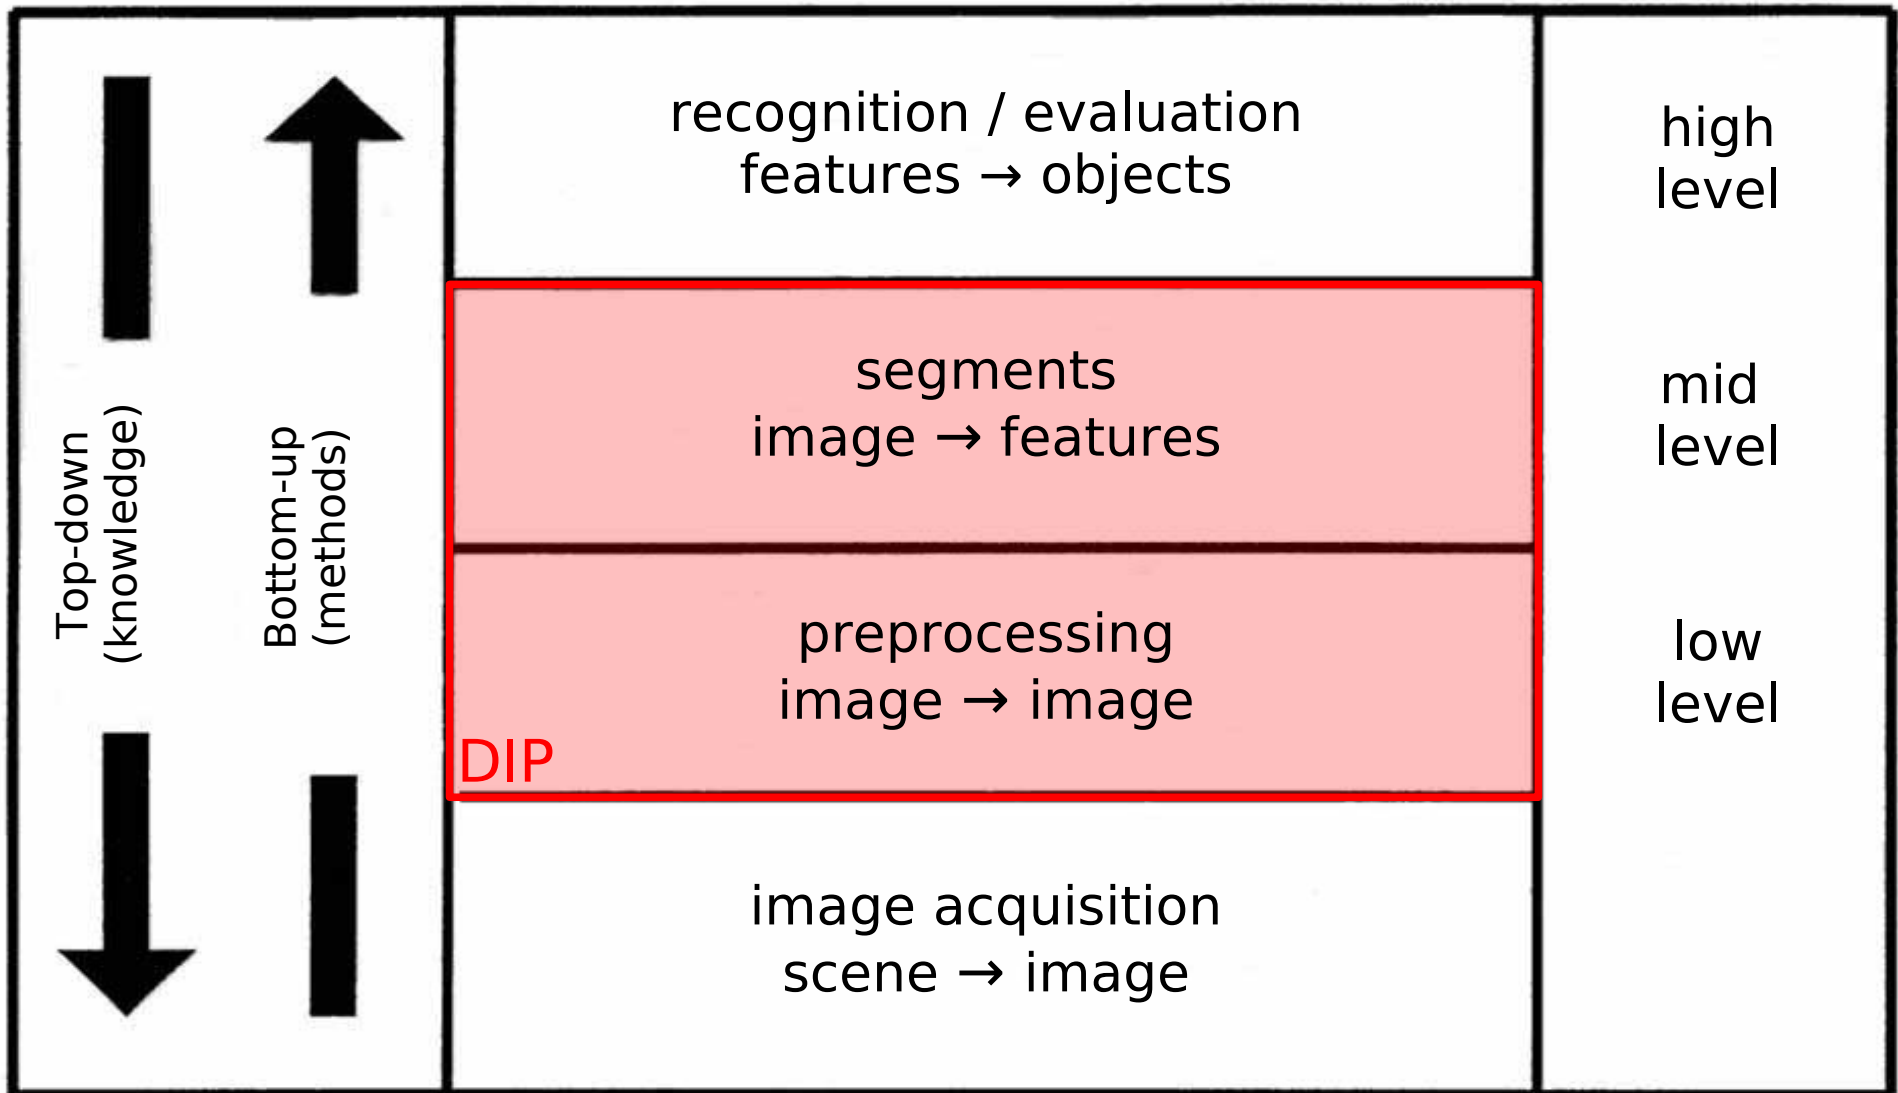 Top-down
(knowledge)
Bottom-up
(methods)
recognition / evaluation
features → objects
high
level
segments
image → features
mid
level
preprocessing
image → image
low
level
DIP
image acquisition
scene → image